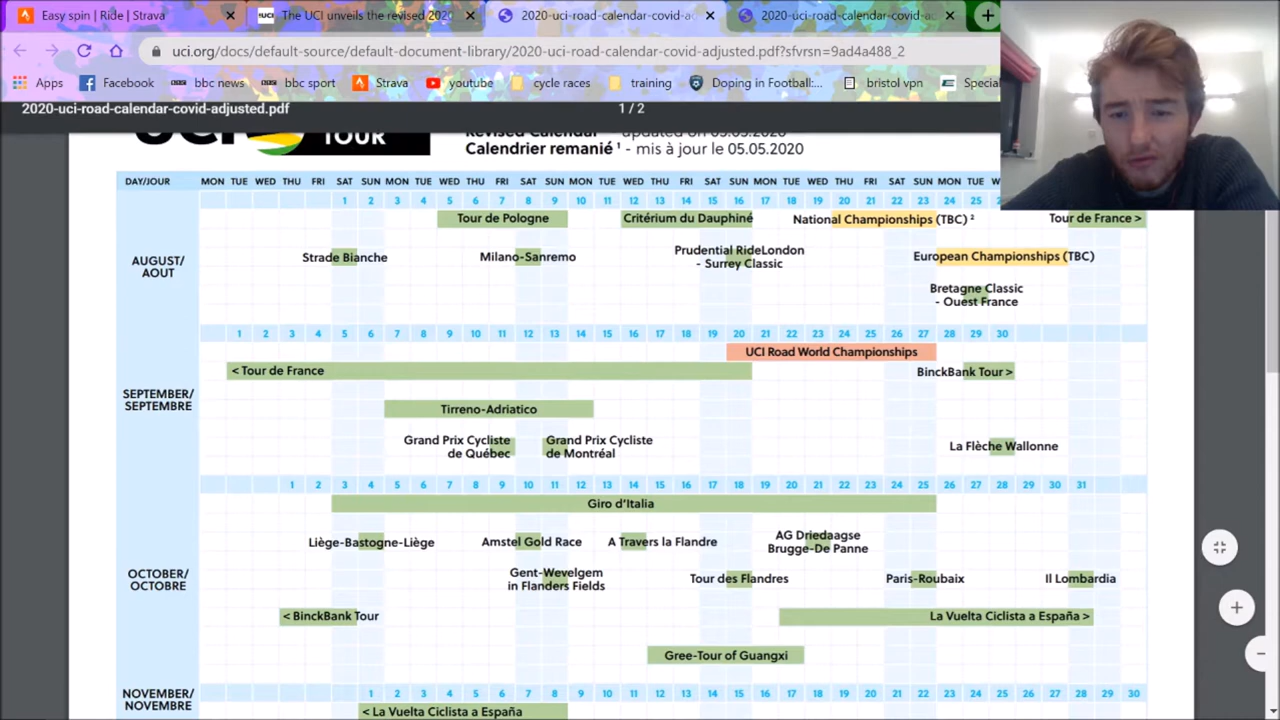 Easy spin | Ride | Strava
The UCI unveils the revised 2020
2020-uci-road-calendar-covid-a
2020-uci-road-calendar-covid-a
uci.org/docs/default-source/default-document-library/2020-uci-road-calendar-covid-adjusted.pdf?sfvrsn=9ad4a488_2
Apps Facebook bbc news bbc sport Strava youtube cycle races training Doping in Football:... bristol vpn Special
2020-uci-road-calendar-covid-adjusted.pdf 1 / 2
UCI
TOUR
Revised Calendar - updated on 05.05.2020
Calendrier remanié ¹ - mis à jour le 05.05.2020
DAY/JOUR MON TUE WED THU FRI SAT SUN MON TUE WED THU FRI SAT SUN MON TUE WED THU FRI SAT SUN MON TUE WED THU FRI SAT SUN MON TUE W
1 2 3 4 5 6 7 8 9 10 11 12 13 14 15 16 17 18 19 20 21 22 23 24 25 2
Tour de Pologne Critérium du Dauphiné National Championships (TBC) ² Tour de France >
AUGUST/
AOUT
Strade Bianche Milano-Sanremo Prudential RideLondon
- Surrey Classic
European Championships (TBC)
Bretagne Classic
- Ouest France
1 2 3 4 5 6 7 8 9 10 11 12 13 14 15 16 17 18 19 20 21 22 23 24 25 26 27 28 29 30
UCI Road World Championships
< Tour de France BinckBank Tour >
SEPTEMBER/
SEPTEMBRE
Tirreno-Adriatico
Grand Prix Cycliste
de Québec
Grand Prix Cycliste
de Montréal
La Flèche Wallonne
1 2 3 4 5 6 7 8 9 10 11 12 13 14 15 16 17 18 19 20 21 22 23 24 25 26 27 28 29 30 31
Giro d'Italia
Liège-Bastogne-Liège Amstel Gold Race A Travers la Flandre AG Driedaagse
Brugge-De Panne
OCTOBER/
OCTOBRE
Gent-Wevelgem
in Flanders Fields
Tour des Flandres Paris-Roubaix Il Lombardia
< BinckBank Tour La Vuelta Ciclista a España >
Gree-Tour of Guangxi
NOVEMBER/
NOVEMBRE
1 2 3 4 5 6 7 8 9 10 11 12 13 14 15 16 17 18 19 20 21 22 23 24 25 26 27 28 29 30
< La Vuelta Ciclista a España